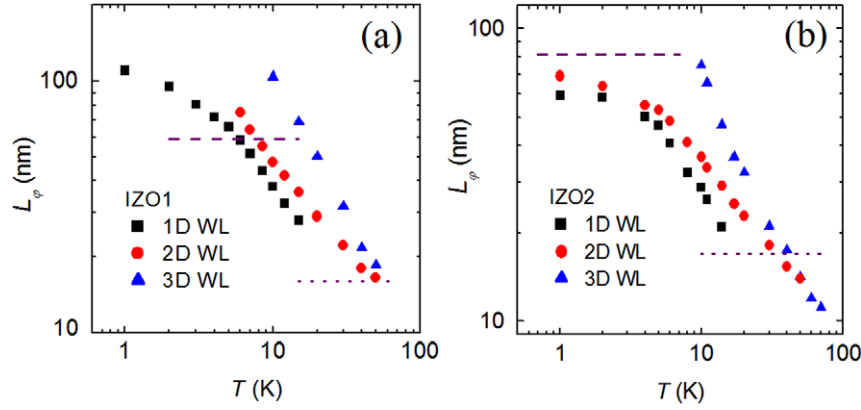 (a)
100
10
L_φ (nm)
IZO1
1D WL
2D WL
3D WL
1 10 100
T (K)
(b)
100
10
L_φ (nm)
IZO2
1D WL
2D WL
3D WL
1 10 100
T (K)